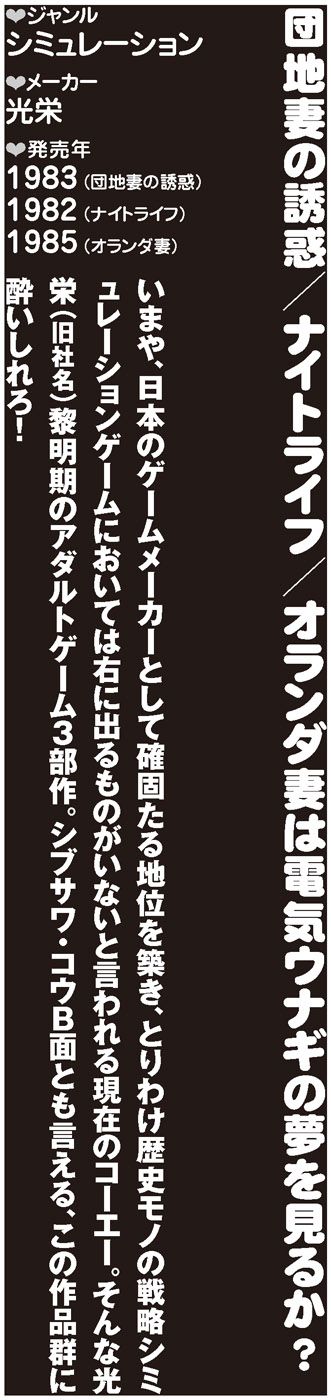 団地妻の誘惑／ナイトライフ／オランダ妻は電気ウナギの夢を見るか？
❤ジャンル
シミュレーション
❤メーカー
光栄
❤発売年
1983（団地妻の誘惑）
1982（ナイトライフ）
1985（オランダ妻）
いまや、日本のゲームメーカーとして確固たる地位を築き、とりわけ歴史モノの戦略シミ
ュレーションゲームにおいては右に出るものがいないと言われる現在のコーエー。そんな光
栄（旧社名）黎明期のアダルトゲーム3部作。シブサワ・コウB面とも言える、この作品群に
酔いしれろ！